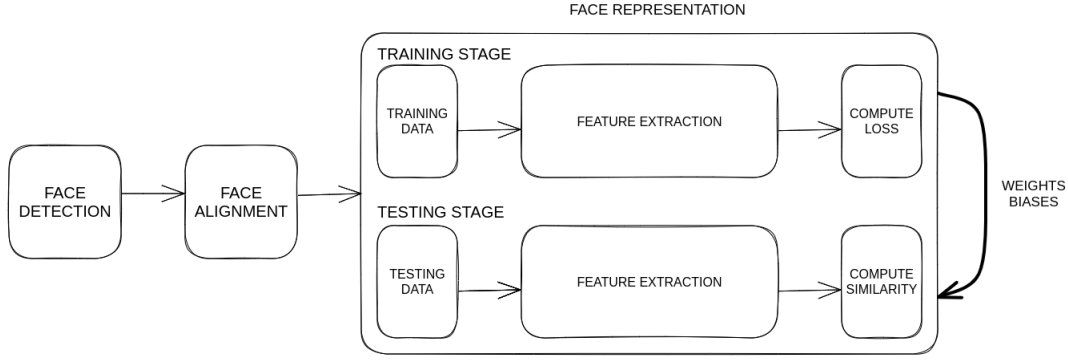 FACE REPRESENTATION
TRAINING STAGE
TRAINING
DATA
FEATURE EXTRACTION
COMPUTE
LOSS
FACE
DETECTION
FACE
ALIGNMENT
WEIGHTS
BIASES
TESTING STAGE
TESTING
DATA
FEATURE EXTRACTION
COMPUTE
SIMILARITY